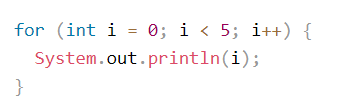 for (int i = 0; i < 5; i++) {
  System.out.println(i);
}